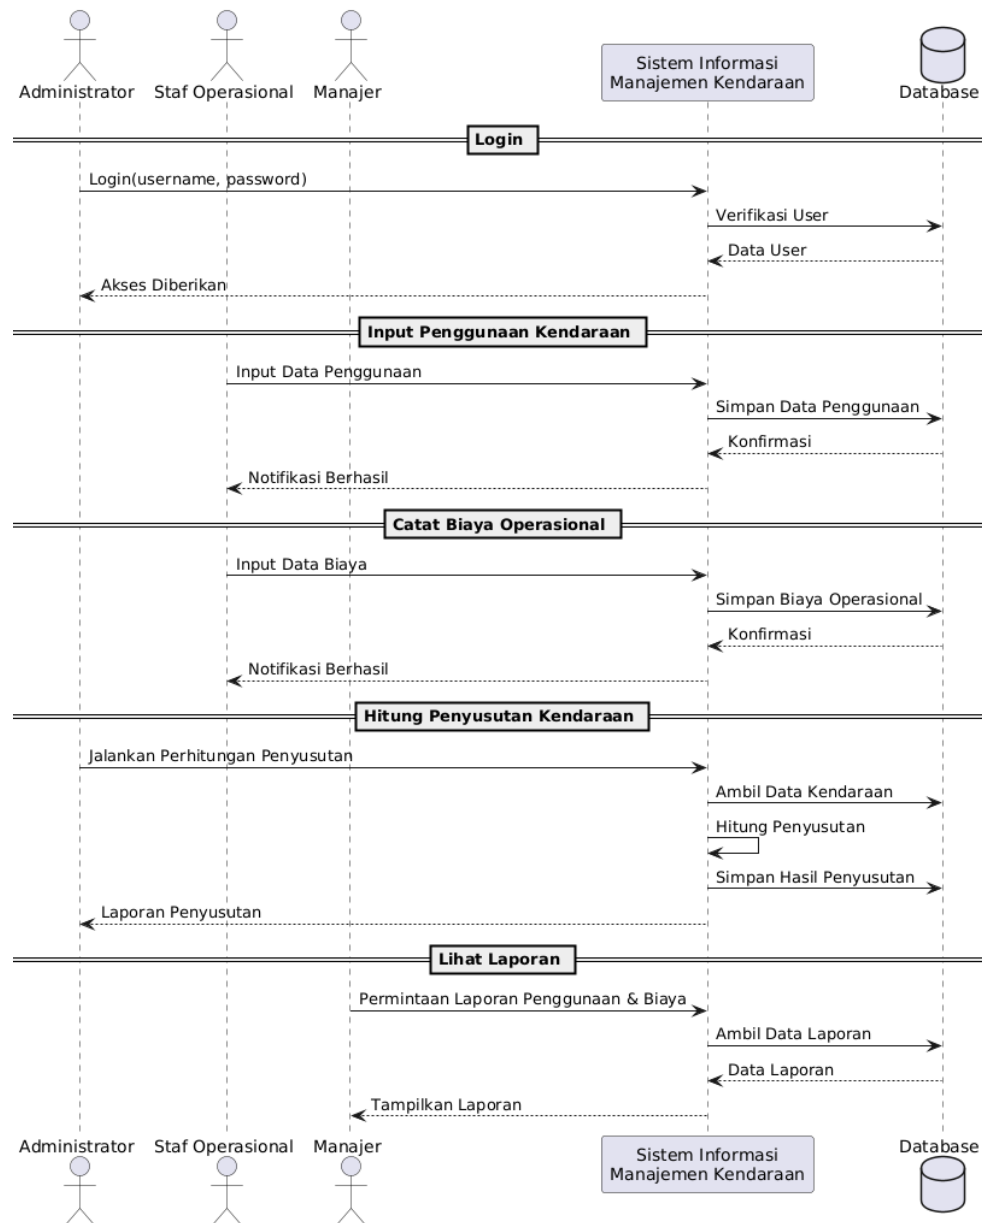 Administrator
Staf Operasional
Manajer
Sistem Informasi
Manajemen Kendaraan
Database
Login
Login(username, password)
Verifikasi User
Data User
Akses Diberikan
Input Penggunaan Kendaraan
Input Data Penggunaan
Simpan Data Penggunaan
Konfirmasi
Notifikasi Berhasil
Catat Biaya Operasional
Input Data Biaya
Simpan Biaya Operasional
Konfirmasi
Notifikasi Berhasil
Hitung Penyusutan Kendaraan
Jalankan Perhitungan Penyusutan
Ambil Data Kendaraan
Hitung Penyusutan
Simpan Hasil Penyusutan
Laporan Penyusutan
Lihat Laporan
Permintaan Laporan Penggunaan & Biaya
Ambil Data Laporan
Data Laporan
Tampilkan Laporan
Administrator
Staf Operasional
Manajer
Sistem Informasi
Manajemen Kendaraan
Database